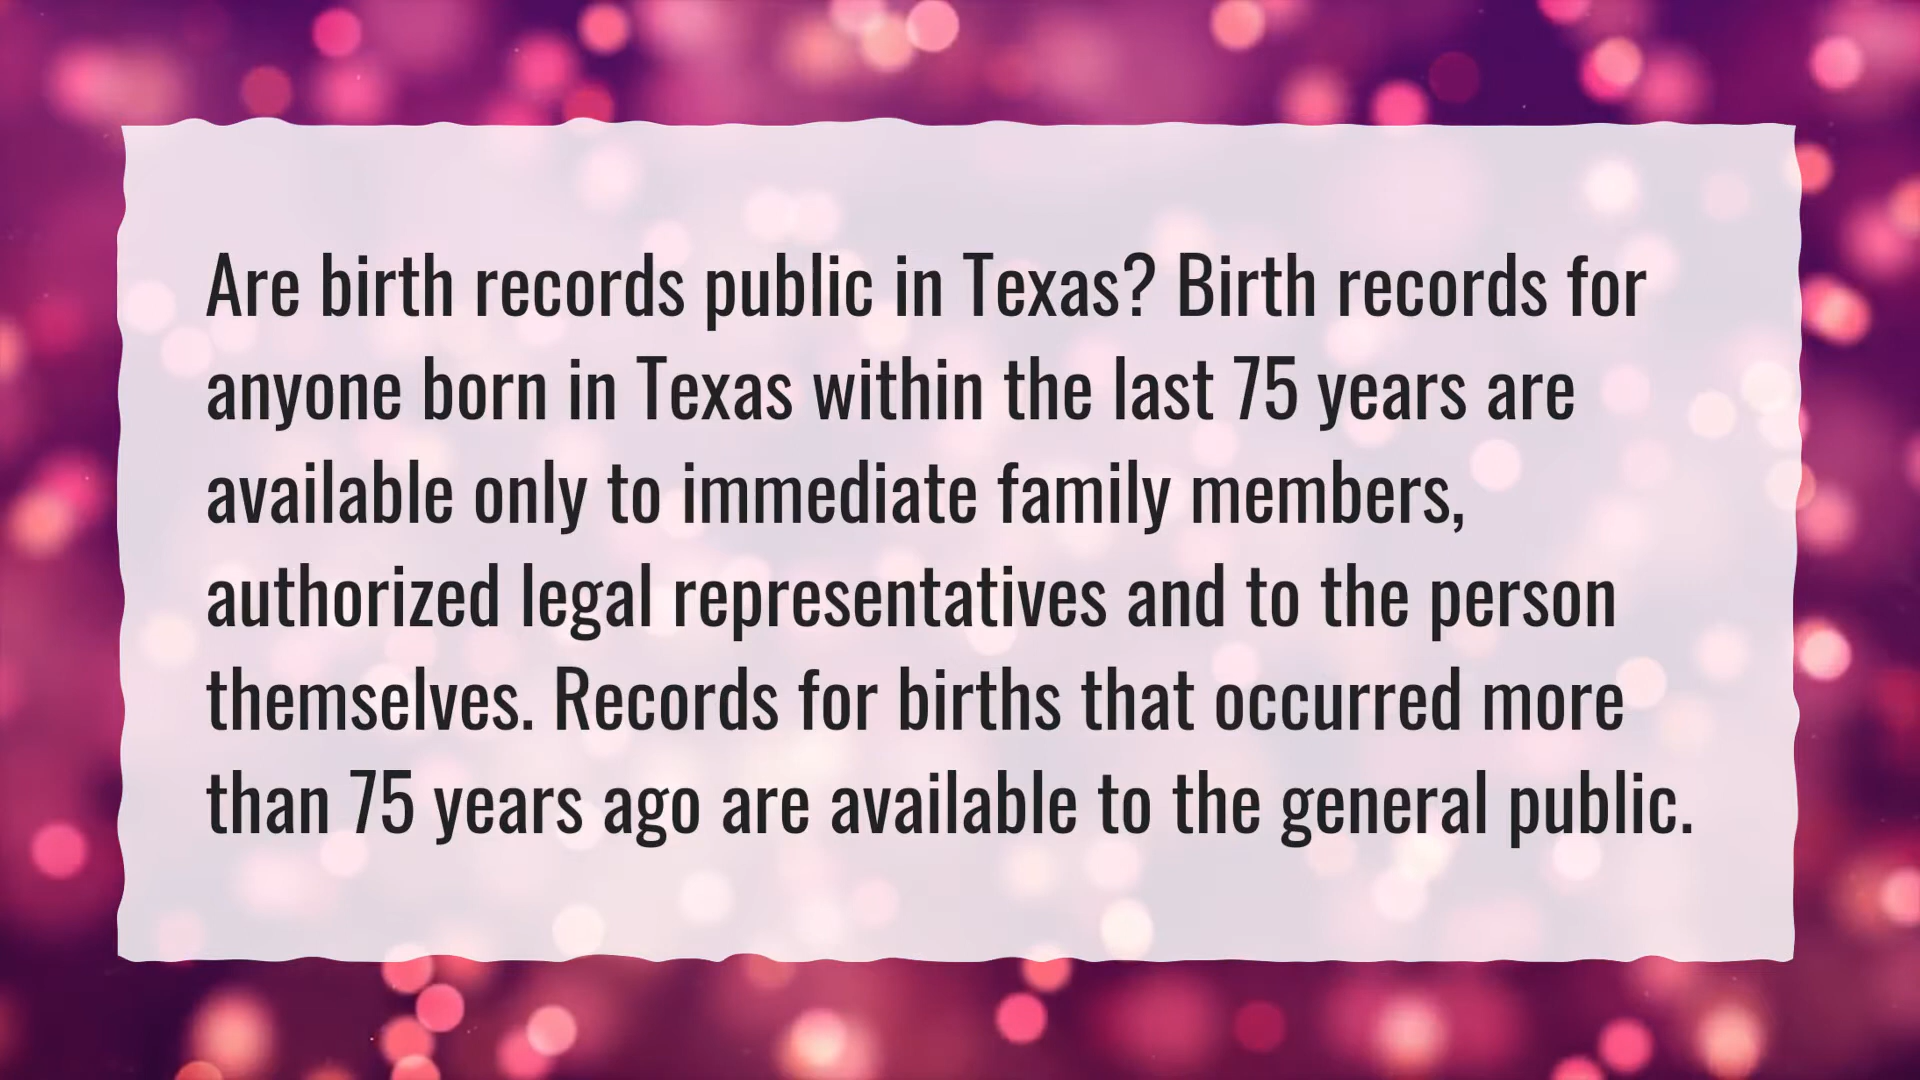 Are birth records public in Texas? Birth records for
anyone born in Texas within the last 75 years are
available only to immediate family members,
authorized legal representatives and to the person
themselves. Records for births that occurred more
than 75 years ago are available to the general public.